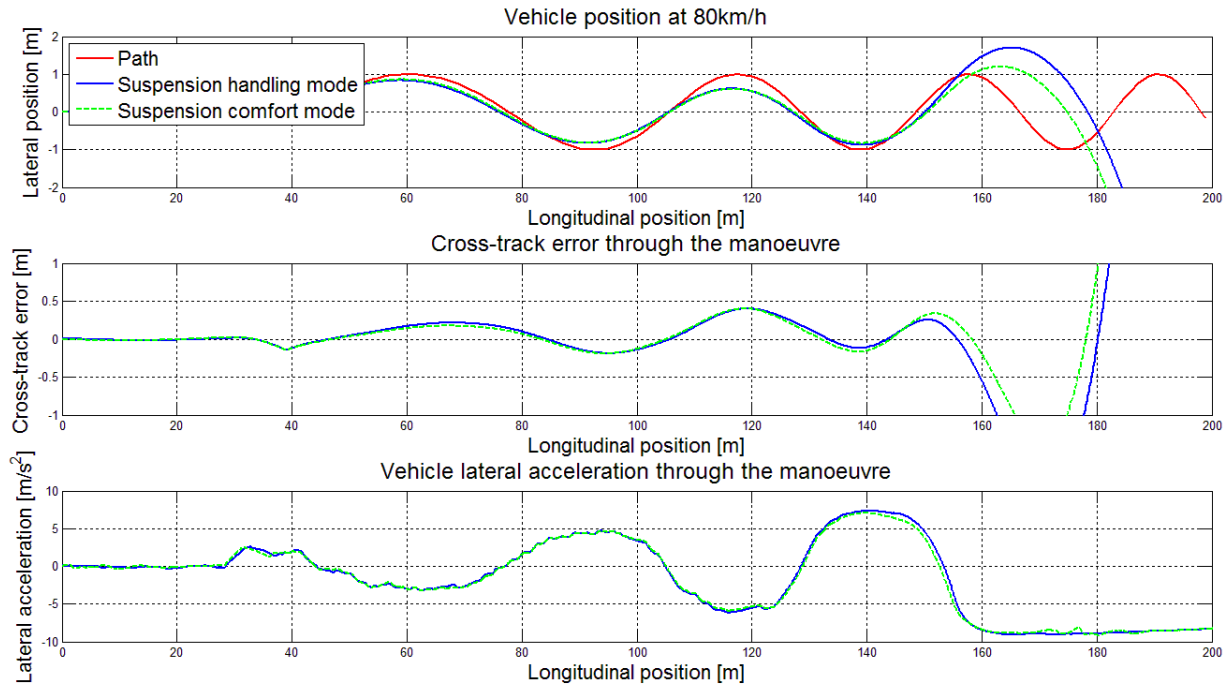 Vehicle position at 80km/h
Lateral position [m]
2
1
0
-1
-2
Path
Suspension handling mode
Suspension comfort mode
0 20 40 60 80 100 120 140 160 180 200
Longitudinal position [m]
Cross-track error through the manoeuvre
Cross-track error [m]
1
0.5
0
-0.5
-1
0 20 40 60 80 100 120 140 160 180 200
Longitudinal position [m]
Vehicle lateral acceleration through the manoeuvre
Lateral acceleration [m/s²]
10
5
0
-5
-10
0 20 40 60 80 100 120 140 160 180 200
Longitudinal position [m]